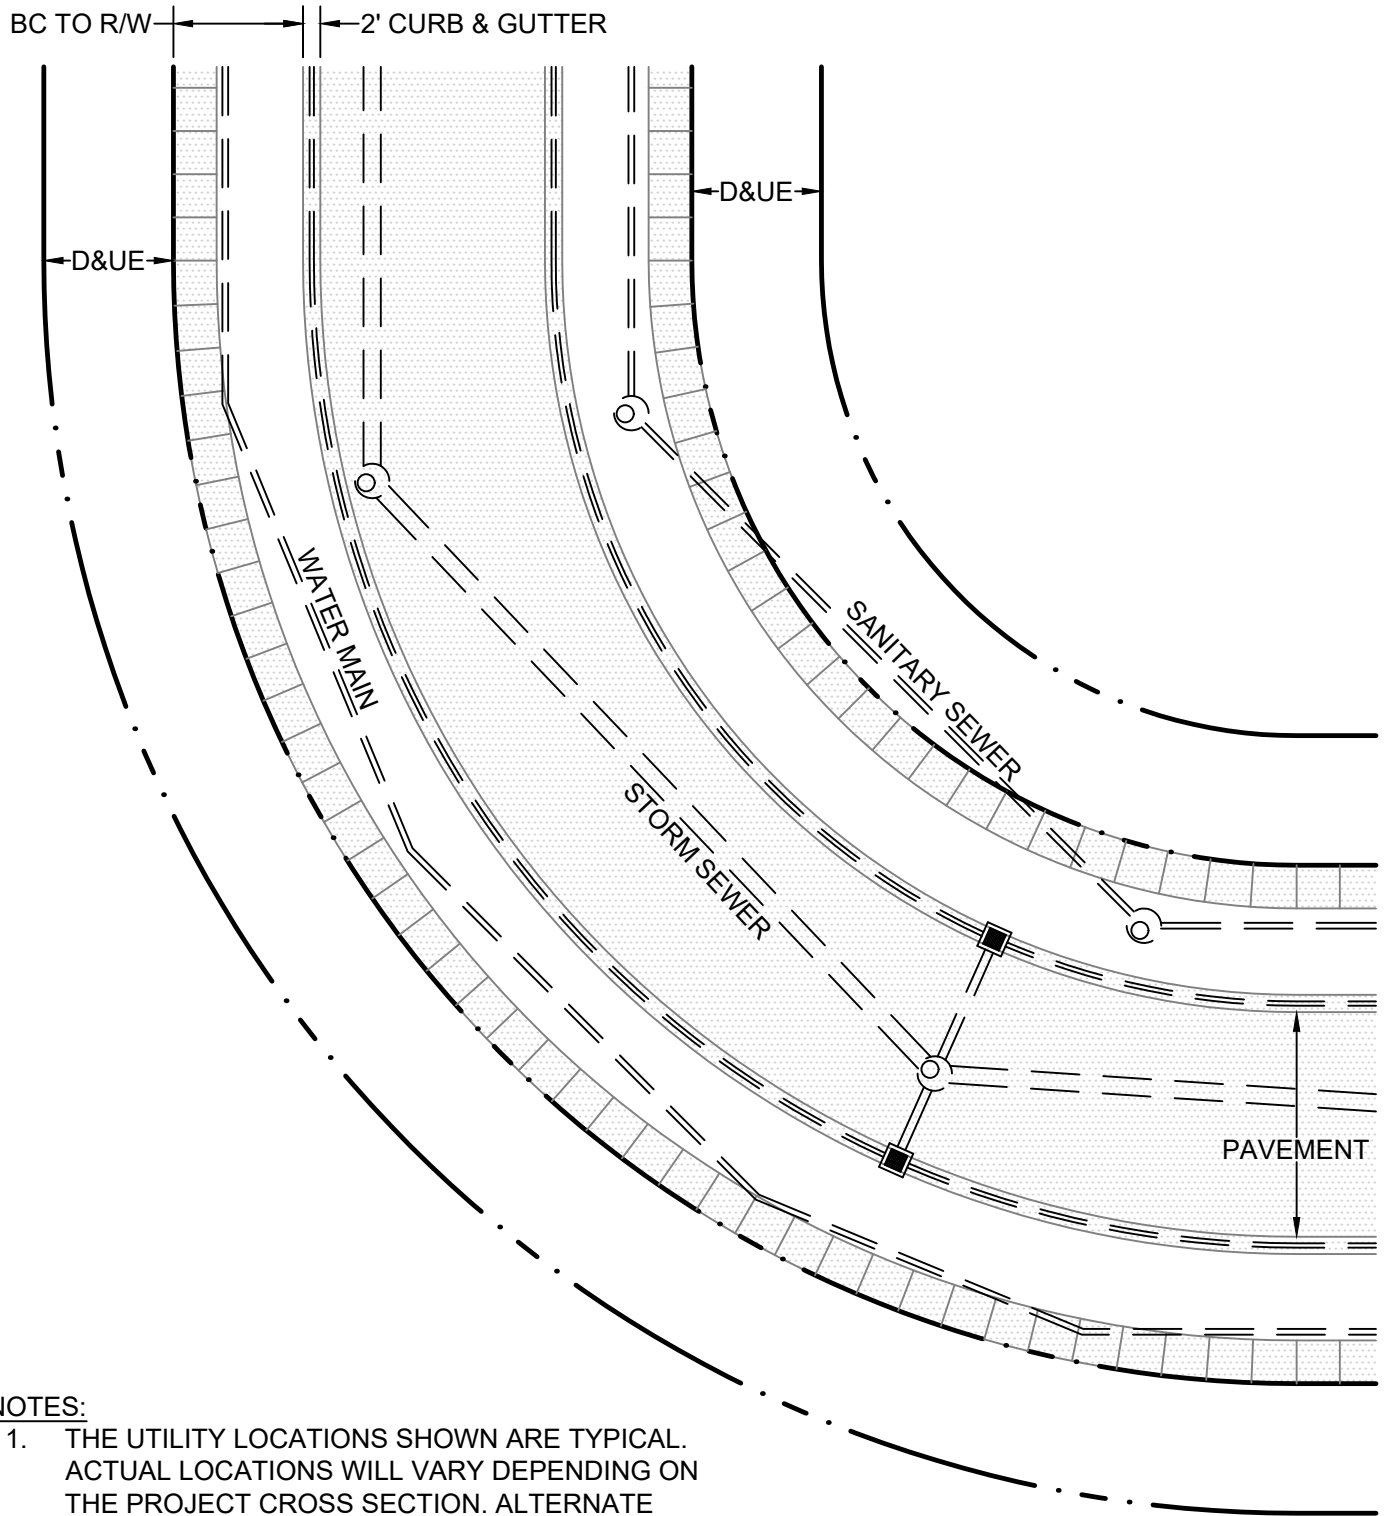 BC TO R/W
2' CURB & GUTTER
D&UE
D&UE
WATER MAIN
SANITARY SEWER
STORM SEWER
PAVEMENT
NOTES:
1. THE UTILITY LOCATIONS SHOWN ARE TYPICAL.
ACTUAL LOCATIONS WILL VARY DEPENDING ON
THE PROJECT CROSS SECTION. ALTERNATE